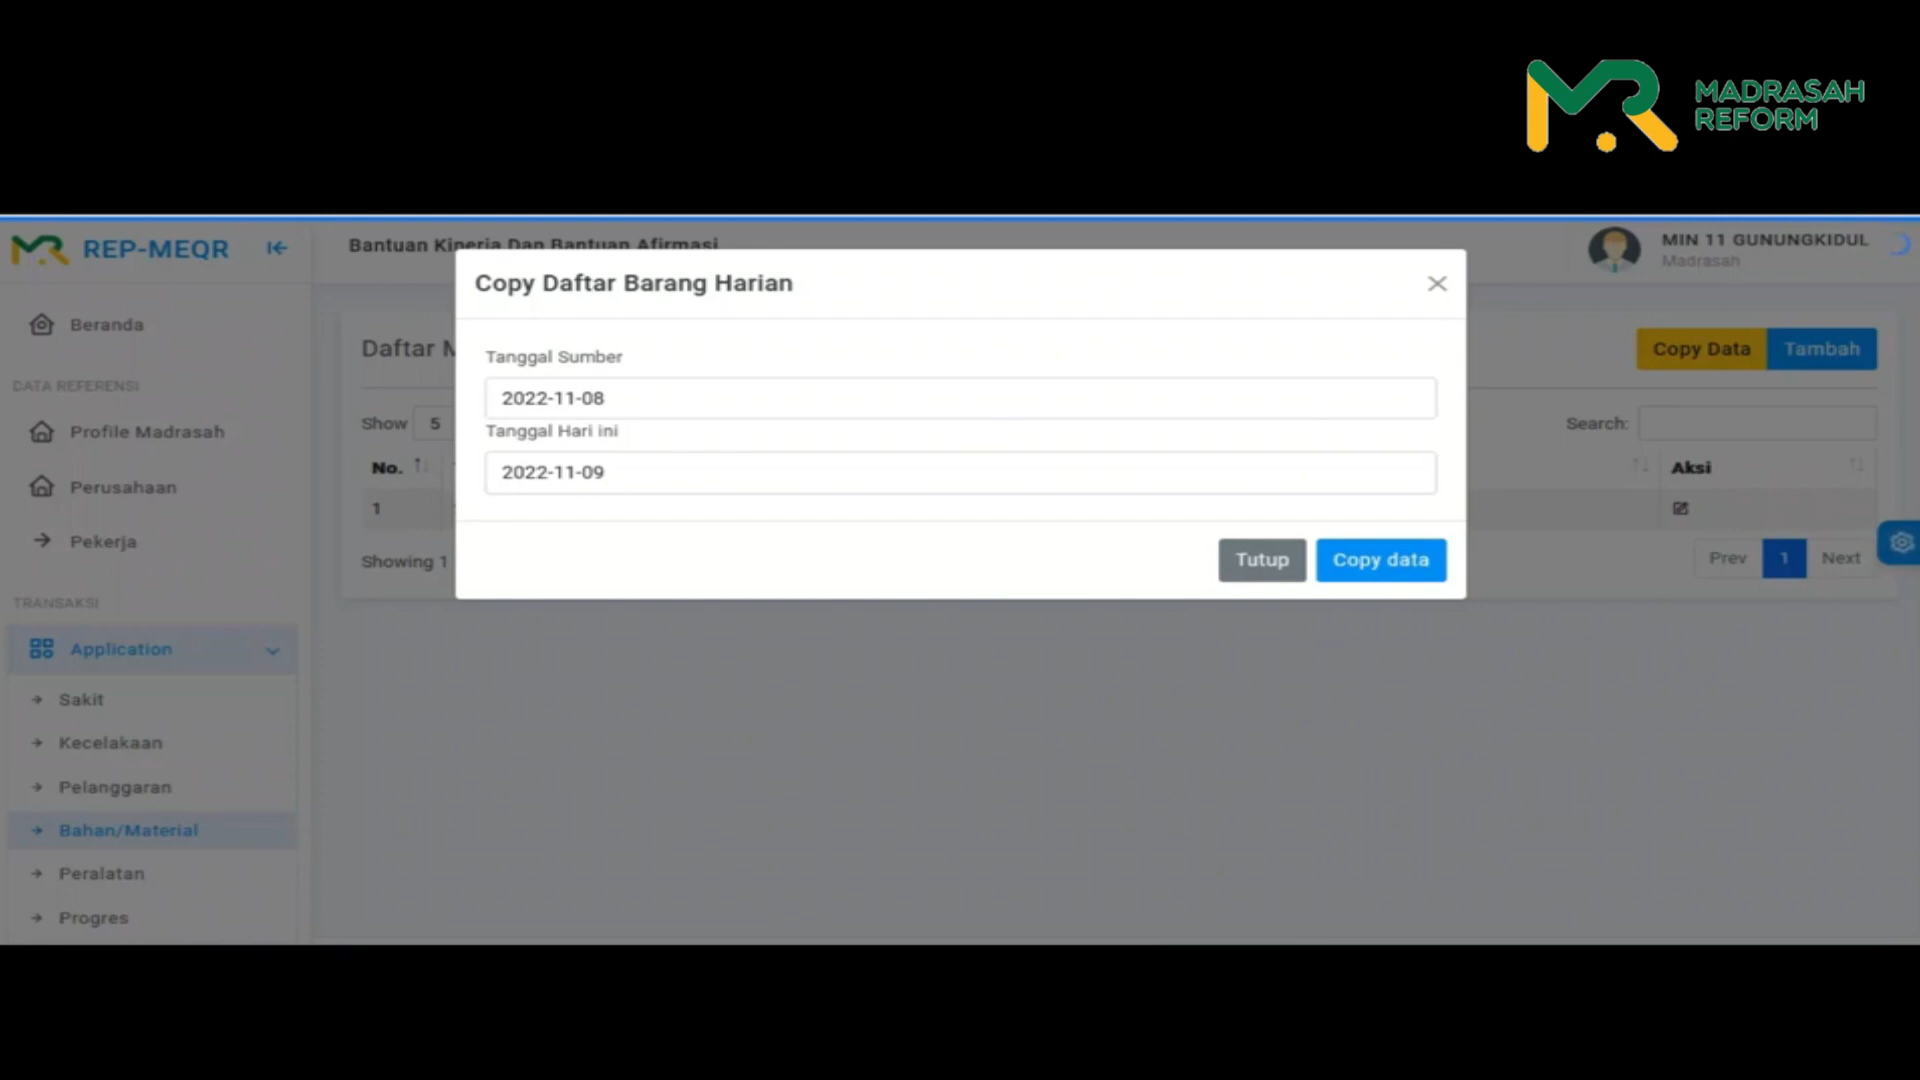 MADRASAH
REFORM
REP-MEQR
Bantuan Kinerja Dan Bantuan Afirmasi
MIN 11 GUNUNGKIDUL
Madrasah
Copy Daftar Barang Harian
Beranda
Daftar M
Copy Data
Tambah
Tanggal Sumber
2022-11-08
DATA REFERENSI
Profile Madrasah
Show 5
Search:
Tanggal Hari ini
2022-11-09
No.
Aksi
Perusahaan
1
Pekerja
Showing 1
Tutup
Copy data
Prev
1
Next
TRANSAKSI
Application
Sakit
Kecelakaan
Pelanggaran
Bahan/Material
Peralatan
Progres